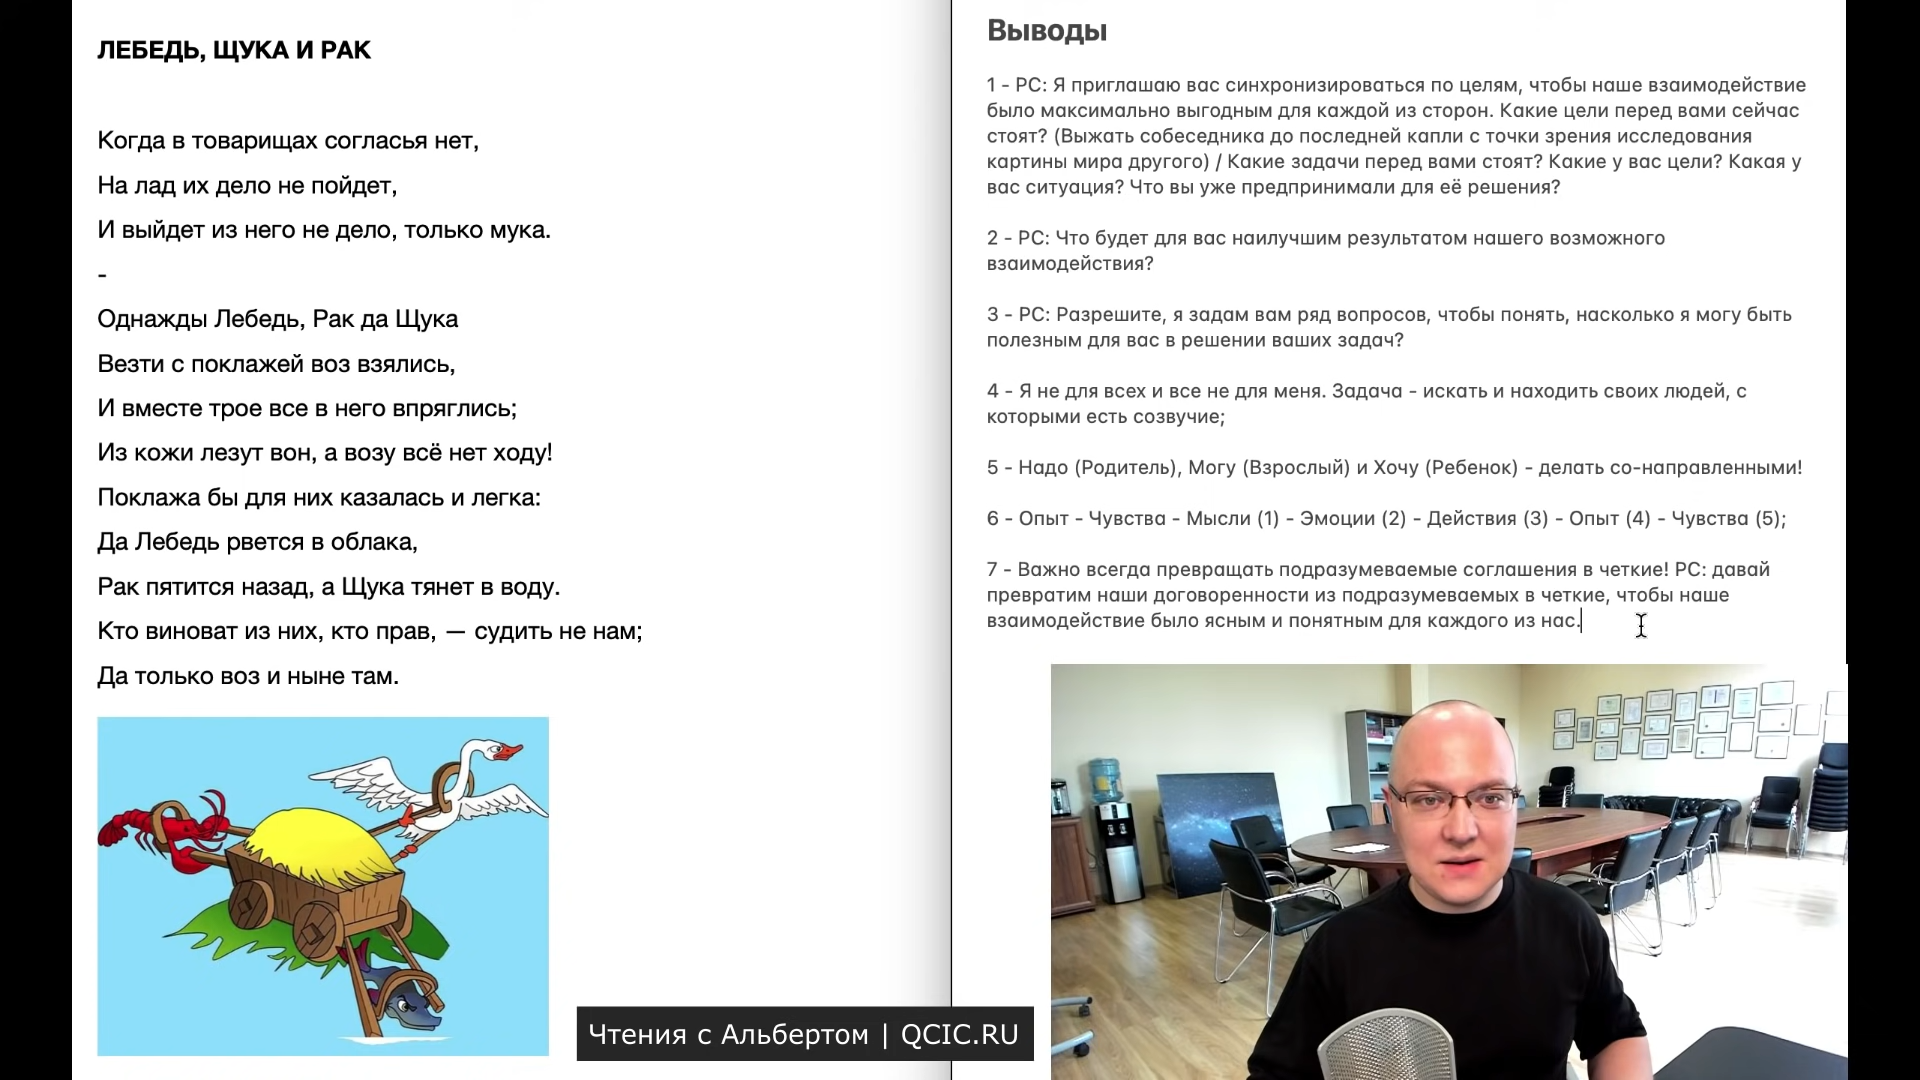 ЛЕБЕДЬ, ЩУКА И РАК
Когда в товарищах согласья нет,
На лад их дело не пойдет,
И выйдет из него не дело, только мука.
-
Однажды Лебедь, Рак да Щука
Везти с поклажей воз взялись,
И вместе трое все в него впряглись;
Из кожи лезут вон, а возу всё нет ходу!
Поклажа бы для них казалась и легка:
Да Лебедь рвется в облака,
Рак пятится назад, а Щука тянет в воду.
Кто виноват из них, кто прав, — судить не нам;
Да только воз и ныне там.
Выводы
1 - РС: Я приглашаю вас синхронизироваться по целям, чтобы наше взаимодействие
было максимально выгодным для каждой из сторон. Какие цели перед вами сейчас
стоят? (Выжать собеседника до последней капли с точки зрения исследования
картины мира другого) / Какие задачи перед вами стоят? Какие у вас цели? Какая у
вас ситуация? Что вы уже предпринимали для её решения?
2 - РС: Что будет для вас наилучшим результатом нашего возможного
взаимодействия?
3 - РС: Разрешите, я задам вам ряд вопросов, чтобы понять, насколько я могу быть
полезным для вас в решении ваших задач?
4 - Я не для всех и все не для меня. Задача - искать и находить своих людей, с
которыми есть созвучие;
5 - Надо (Родитель), Могу (Взрослый) и Хочу (Ребенок) - делать со-направленными!
6 - Опыт - Чувства - Мысли (1) - Эмоции (2) - Действия (3) - Опыт (4) - Чувства (5);
7 - Важно всегда превращать подразумеваемые соглашения в четкие! РС: давай
превратим наши договоренности из подразумеваемых в четкие, чтобы наше
взаимодействие было ясным и понятным для каждого из нас.
Чтения с Альбертом | QCIC.RU